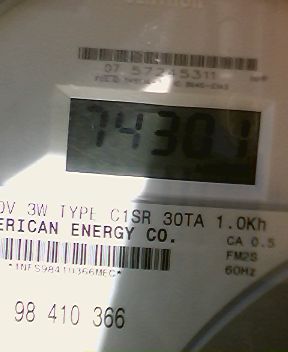 07 57245311
74301
0V 3W TYPE C1SR 30TA 1.0Kh
ERICAN ENERGY CO.
CA 0.5
FM2S
60Hz
98 410 366